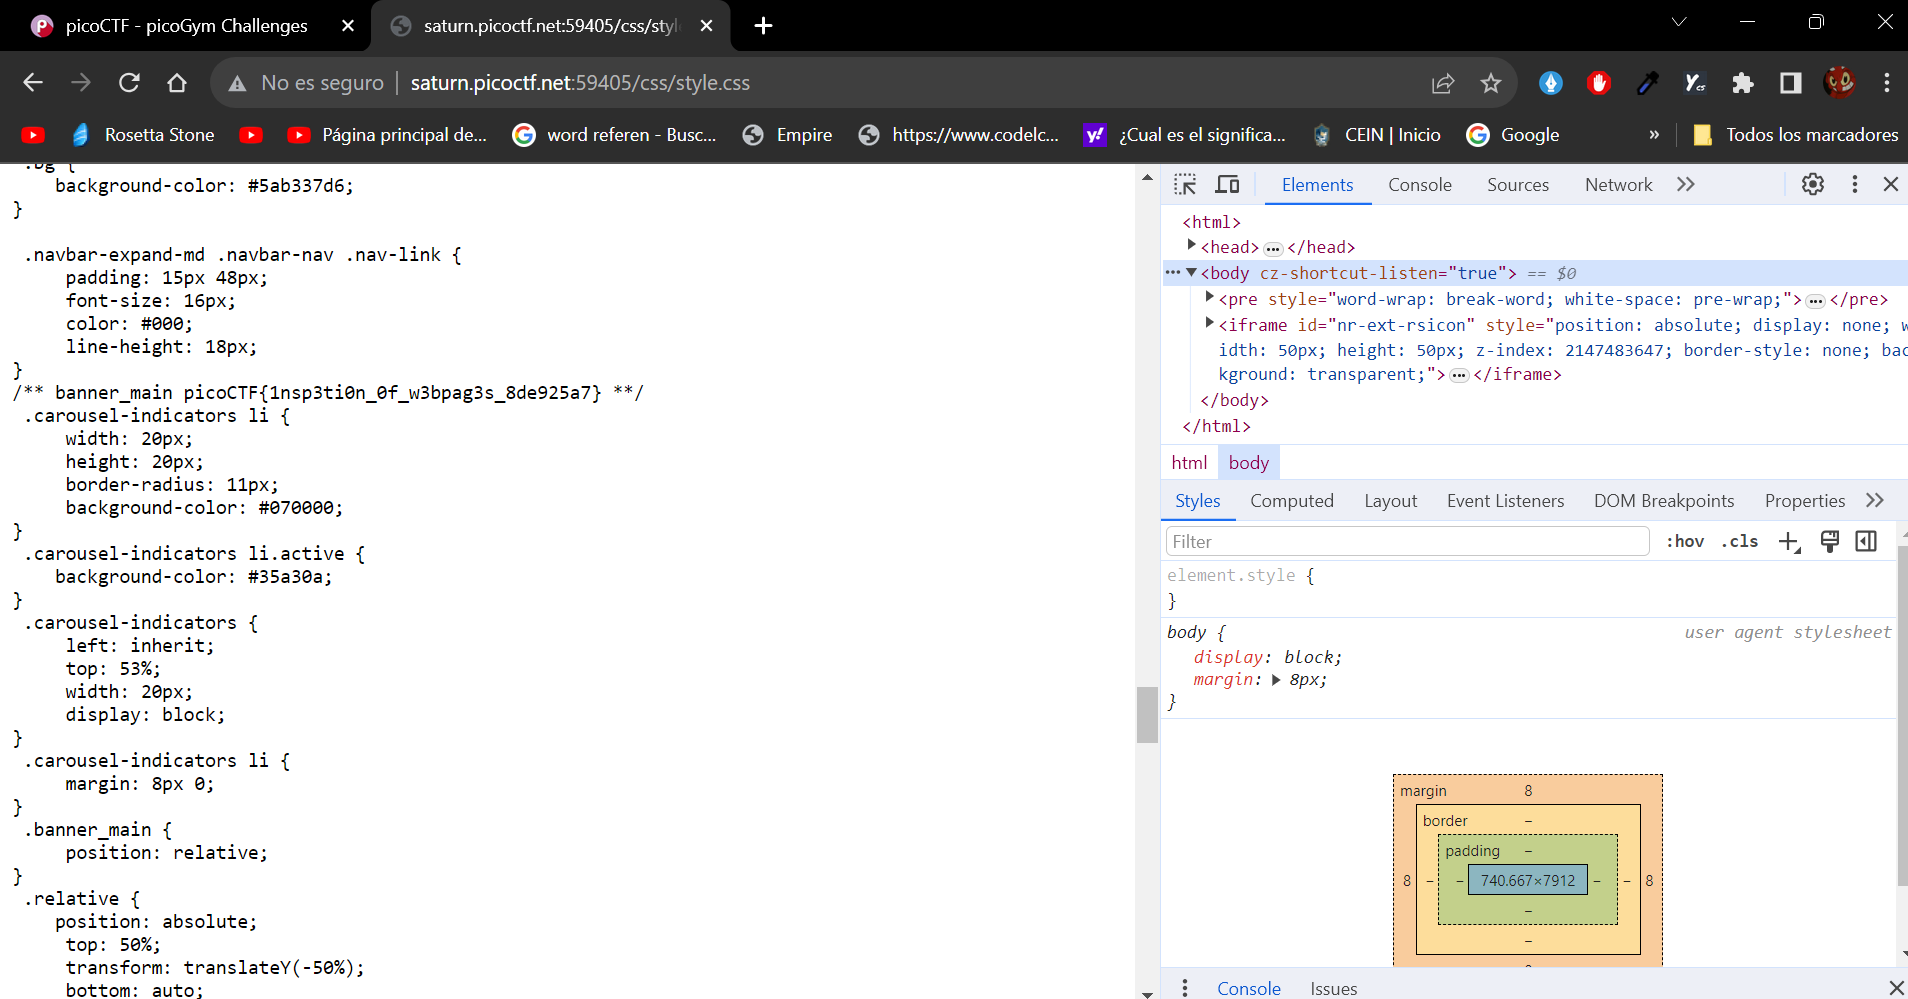 picoCTF - picoGym Challenges
saturn.picoctf.net:59405/css/styl
No es seguro
saturn.picoctf.net:59405/css/style.css
Rosetta Stone
Página principal de...
word referen - Busc...
Empire
https://www.codelc...
y!
¿Cual es el significa...
CEIN | Inicio
Google
»
Todos los marcadores
.bg {
background-color: #5ab337d6;
}
.navbar-expand-md .navbar-nav .nav-link {
padding: 15px 48px;
font-size: 16px;
color: #000;
line-height: 18px;
}
/** banner_main picoCTF{1nsp3ti0n_0f_w3bpag3s_8de925a7} **/
.carousel-indicators li {
width: 20px;
height: 20px;
border-radius: 11px;
background-color: #070000;
}
.carousel-indicators li.active {
background-color: #35a30a;
}
.carousel-indicators {
left: inherit;
top: 53%;
width: 20px;
display: block;
}
.carousel-indicators li {
margin: 8px 0;
}
.banner_main {
position: relative;
}
.relative {
position: absolute;
top: 50%;
transform: translateY(-50%);
bottom: auto;
Elements
Console
Sources
Network
<html>
<head>…</head>
<body cz-shortcut-listen="true"> == $0
<pre style="word-wrap: break-word; white-space: pre-wrap;">…</pre>
<iframe id="nr-ext-rsicon" style="position: absolute; display: none; w
idth: 50px; height: 50px; z-index: 2147483647; border-style: none; bac
kground: transparent;">…</iframe>
</body>
</html>
html
body
Styles
Computed
Layout
Event Listeners
DOM Breakpoints
Properties
Filter
:hov
.cls
element.style {
}
body {
user agent stylesheet
display: block;
margin: 8px;
}
margin
8
border
–
padding
–
8
–
–
740.667×7912
–
–
8
–
–
Console
Issues